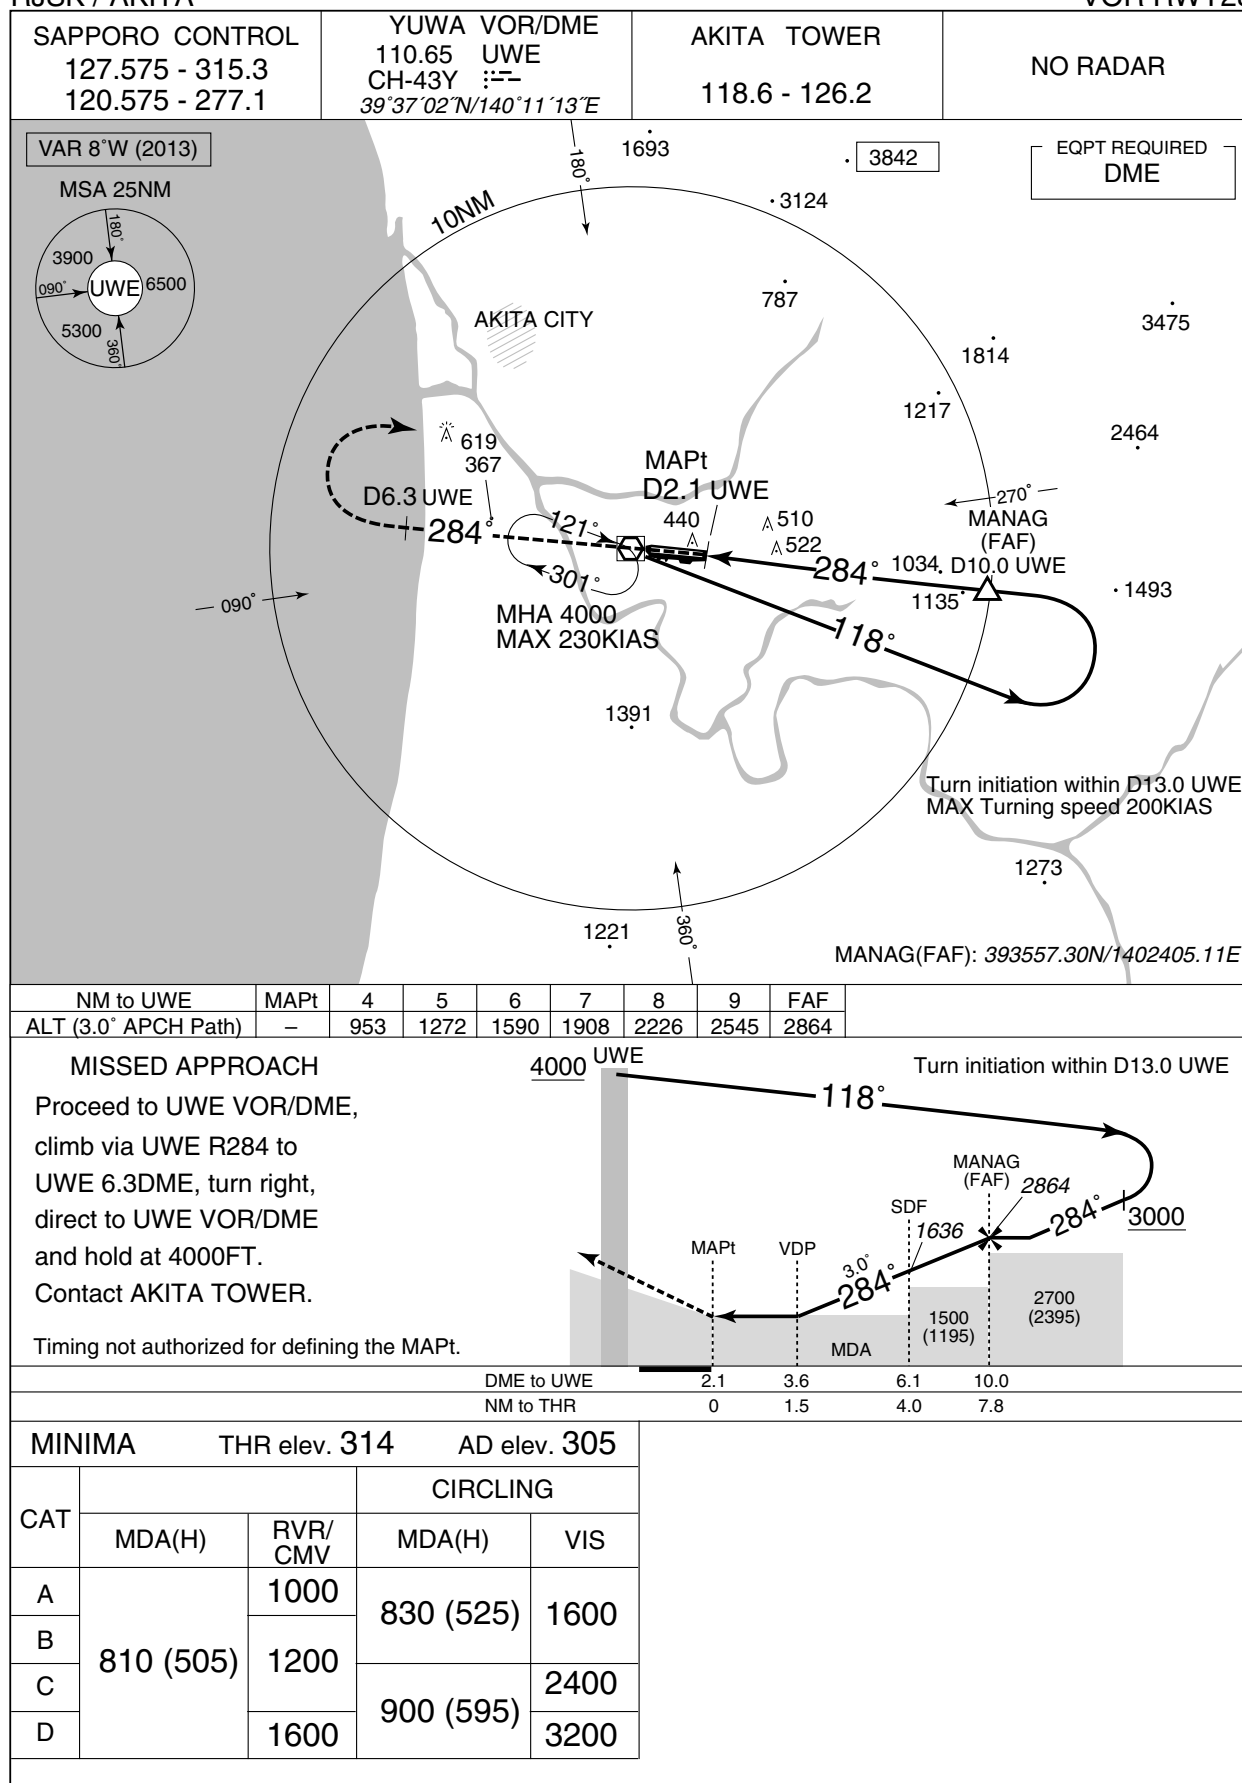 SAPPORO CONTROL
127.575 - 315.3
120.575 - 277.1
YUWA VOR/DME
110.65 UWE
CH-43Y
39°37´02˝N/140°11´13˝E
AKITA TOWER
118.6 - 126.2
NO RADAR
VAR 8˚W (2013)
MSA 25NM
180˚
3900
6500
090˚
UWE
5300
360˚
EQPT REQUIRED
DME
180˚
1693
3842
3124
10NM
787
3475
AKITA CITY
1814
1217
2464
619
367
MAPt
D2.1 UWE
D6.3 UWE
440
510
522
270˚
MANAG
(FAF)
D10.0 UWE
284˚
121˚
301˚
284˚
1034
1135
1493
090˚
MHA 4000
MAX 230KIAS
118˚
1391
Turn initiation within D13.0 UWE
MAX Turning speed 200KIAS
1273
1221
360˚
MANAG(FAF): 393557.30N/1402405.11E
NM to UWE MAPt 4 5 6 7 8 9 FAF
ALT (3.0˚ APCH Path) – 953 1272 1590 1908 2226 2545 2864
MISSED APPROACH
Proceed to UWE VOR/DME,
climb via UWE R284 to
UWE 6.3DME, turn right,
direct to UWE VOR/DME
and hold at 4000FT.
Contact AKITA TOWER.
Timing not authorized for defining the MAPt.
4000 UWE
Turn initiation within D13.0 UWE
118˚
MANAG
(FAF)
2864
SDF
1636
284˚
3000
MAPt
VDP
3.0˚
284˚
2700
(2395)
1500
(1195)
MDA
DME to UWE 2.1 3.6 6.1 10.0
NM to THR 0 1.5 4.0 7.8
MINIMA THR elev. 314 AD elev. 305
CAT
CIRCLING
MDA(H)
RVR/
CMV
MDA(H)
VIS
A
B
C
D
810 (505)
1000
1200
1600
830 (525)
900 (595)
1600
2400
3200